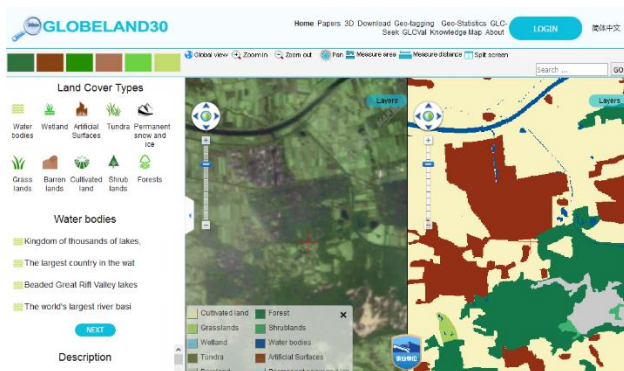 GLOBELAND30
Home Papers 3D Download Geo-tagging Geo-Statistics GLC-
Seek GLCVal Knowledge Map About
LOGIN
简体中文
Global view Zoom in Zoom out Pan Measure area Measure distance Split screen
Search ... GO
Land Cover Types
Water bodies
Wetland
Artificial Surfaces
Tundra
Permanent snow and ice
Grass lands
Barren lands
Cultivated land
Shrub lands
Forests
Water bodies
Kingdom of thousands of lakes,
The largest country in the wat
Beaded Great Rift Valley lakes
The world's largest river basi
NEXT
Description
Layers
Layers
Cultivated land Forest
Grasslands Shrublands
Wetland Water bodies
Tundra Artificial Surfaces